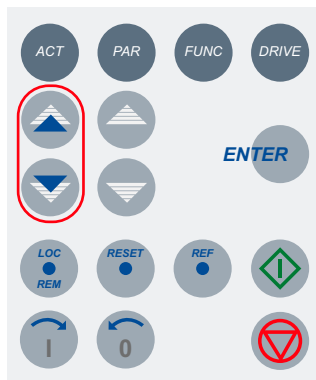 ACT PAR FUNC DRIVE
ENTER
LOC RESET REF
REM
I 0